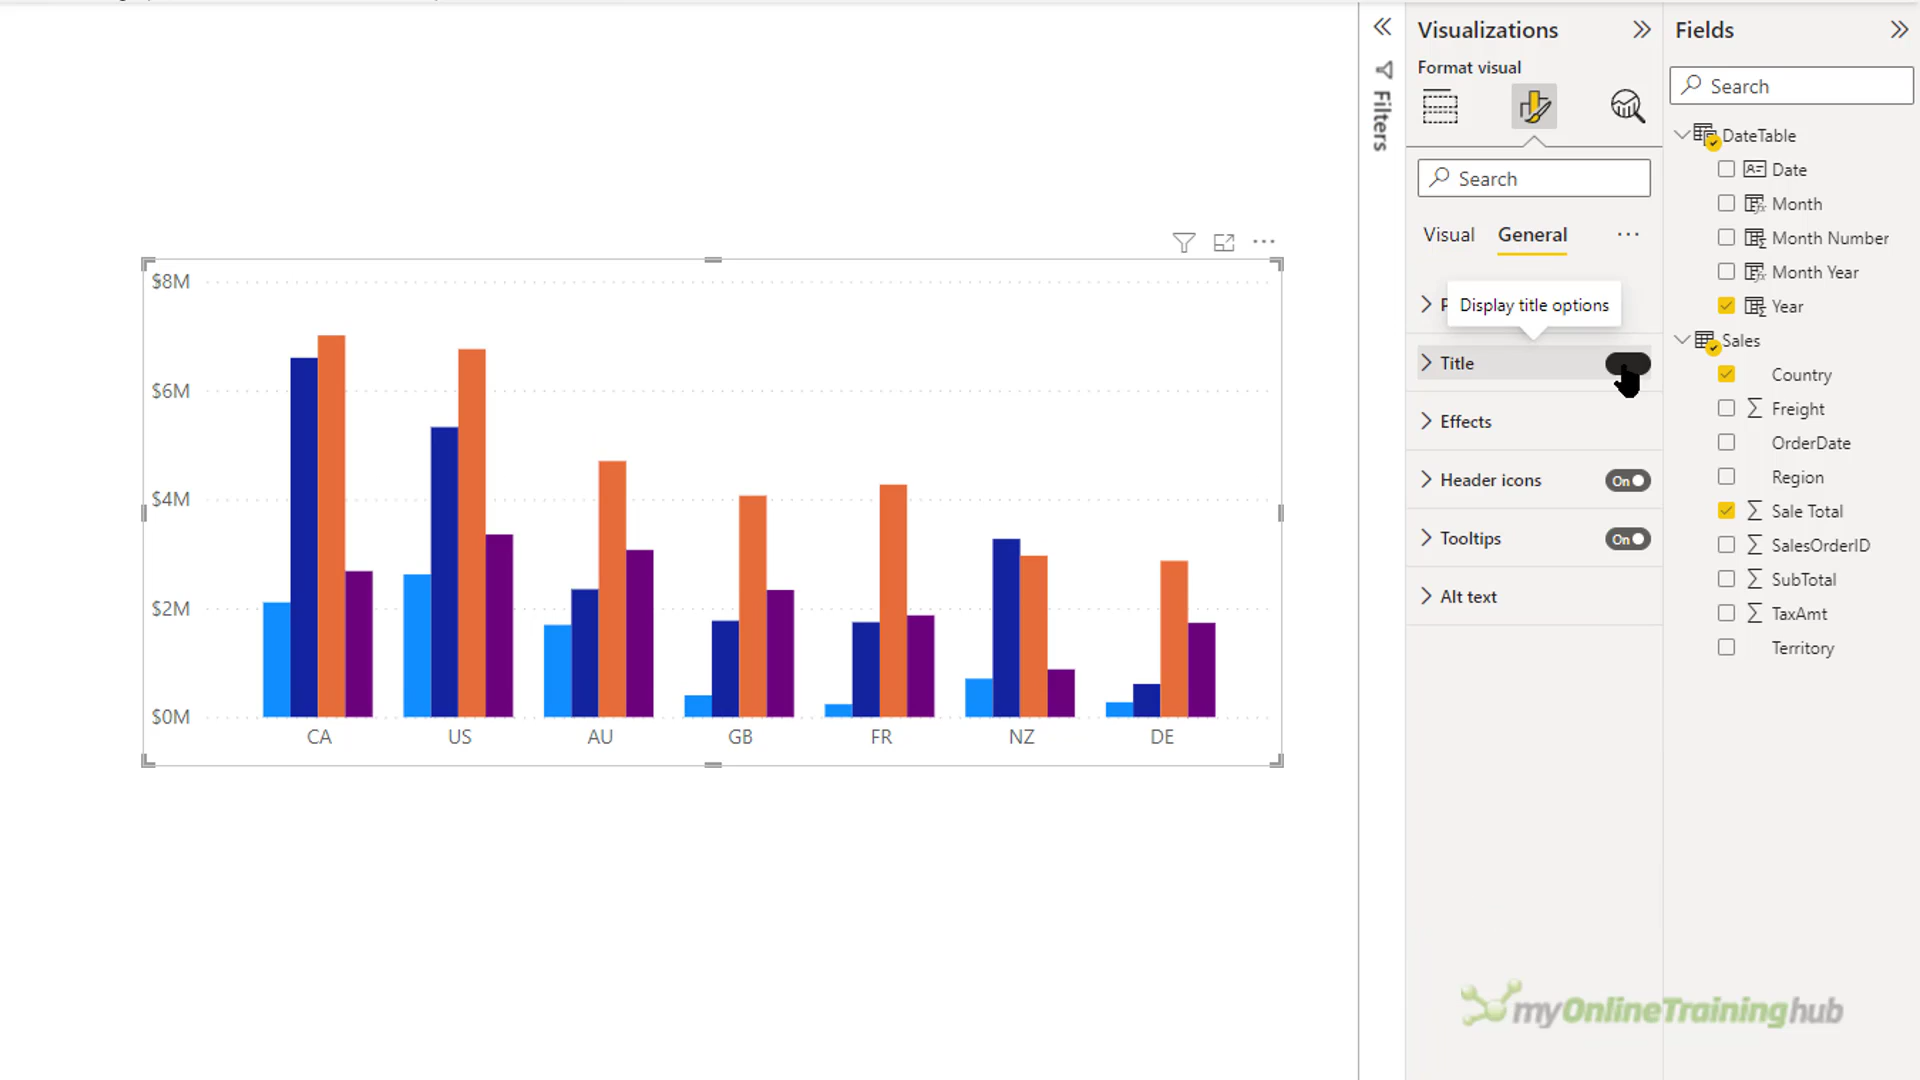 Visualizations
Format visual
Search
Visual
General
Display title options
Title
Effects
Header icons
On
Tooltips
On
Alt text
Filters
Fields
Search
DateTable
Date
Month
Month Number
Month Year
Year
Sales
Country
Freight
OrderDate
Region
Sale Total
SalesOrderID
SubTotal
TaxAmt
Territory
$8M
$6M
$4M
$2M
$0M
CA
US
AU
GB
FR
NZ
DE
myOnlineTraininghub